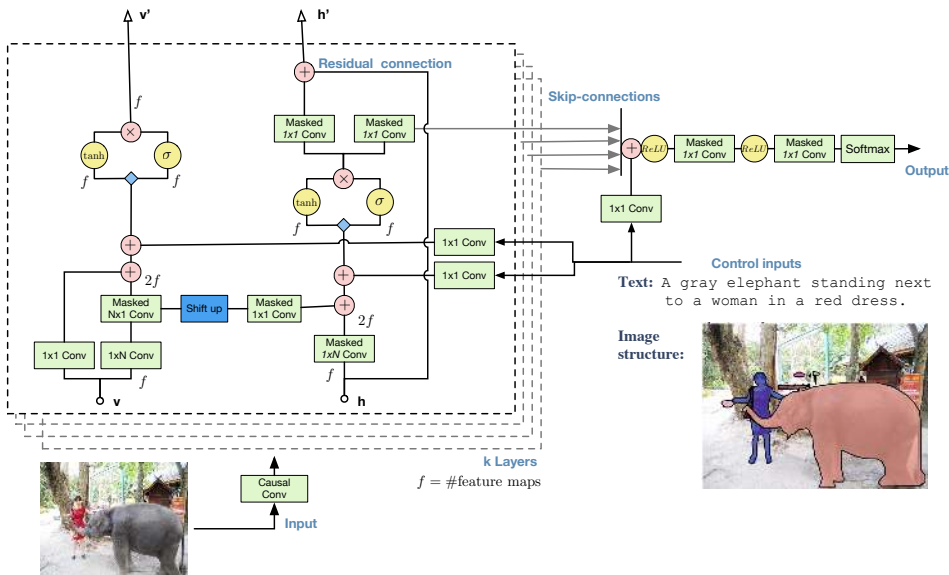 v'
h'
Residual connection
f
×
tanh
σ
f
f
+
Masked
1x1 Conv
Masked
1x1 Conv
×
tanh
σ
f
f
Skip-connections
+
ReLU
Masked
1x1 Conv
ReLU
Masked
1x1 Conv
Softmax
Output
1x1 Conv
+
1x1 Conv
+
2f
+
1x1 Conv
Masked
Nx1 Conv
Shift up
Masked
1x1 Conv
+
2f
1x1 Conv
1xN Conv
Masked
1xN Conv
f
f
v
h
Control inputs
Text: A gray elephant standing next
to a woman in a red dress.
Image
structure:
k Layers
f = #feature maps
Causal
Conv
Input